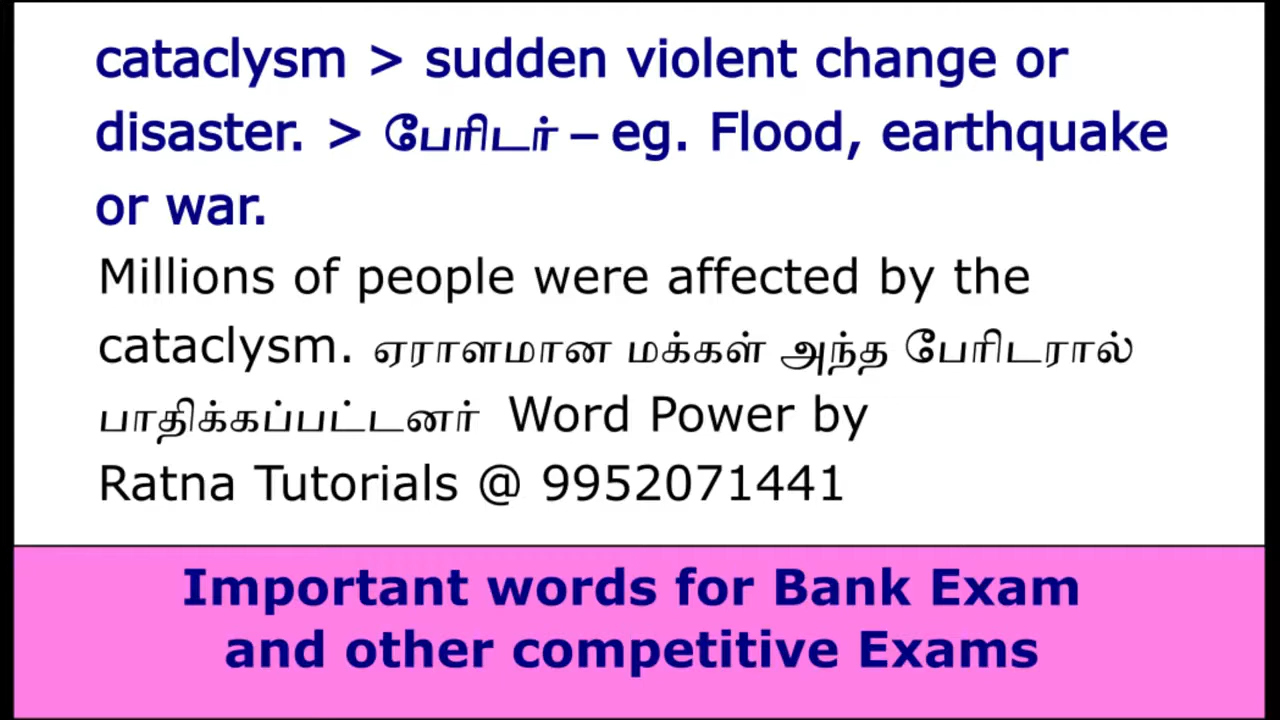 cataclysm > sudden violent change or
disaster. > பேரிடர் – eg. Flood, earthquake
or war.
Millions of people were affected by the
cataclysm. ஏராளமான மக்கள் அந்த பேரிடரால்
பாதிக்கப்பட்டனர் Word Power by
Ratna Tutorials @ 9952071441
Important words for Bank Exam
and other competitive Exams